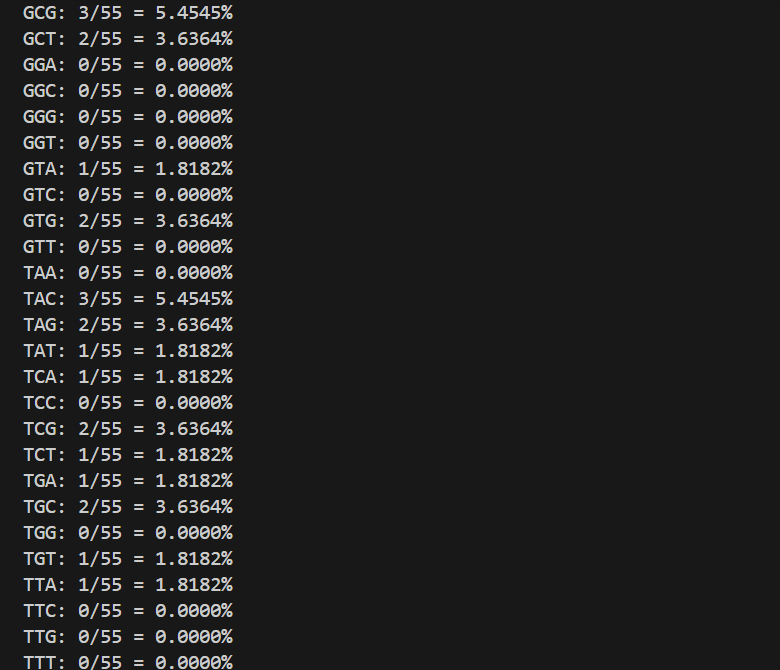 GCG: 3/55 = 5.4545%
GCT: 2/55 = 3.6364%
GGA: 0/55 = 0.0000%
GGC: 0/55 = 0.0000%
GGG: 0/55 = 0.0000%
GGT: 0/55 = 0.0000%
GTA: 1/55 = 1.8182%
GTC: 0/55 = 0.0000%
GTG: 2/55 = 3.6364%
GTT: 0/55 = 0.0000%
TAA: 0/55 = 0.0000%
TAC: 3/55 = 5.4545%
TAG: 2/55 = 3.6364%
TAT: 1/55 = 1.8182%
TCA: 1/55 = 1.8182%
TCC: 0/55 = 0.0000%
TCG: 2/55 = 3.6364%
TCT: 1/55 = 1.8182%
TGA: 1/55 = 1.8182%
TGC: 2/55 = 3.6364%
TGG: 0/55 = 0.0000%
TGT: 1/55 = 1.8182%
TTA: 1/55 = 1.8182%
TTC: 0/55 = 0.0000%
TTG: 0/55 = 0.0000%
TTT: 0/55 = 0.0000%